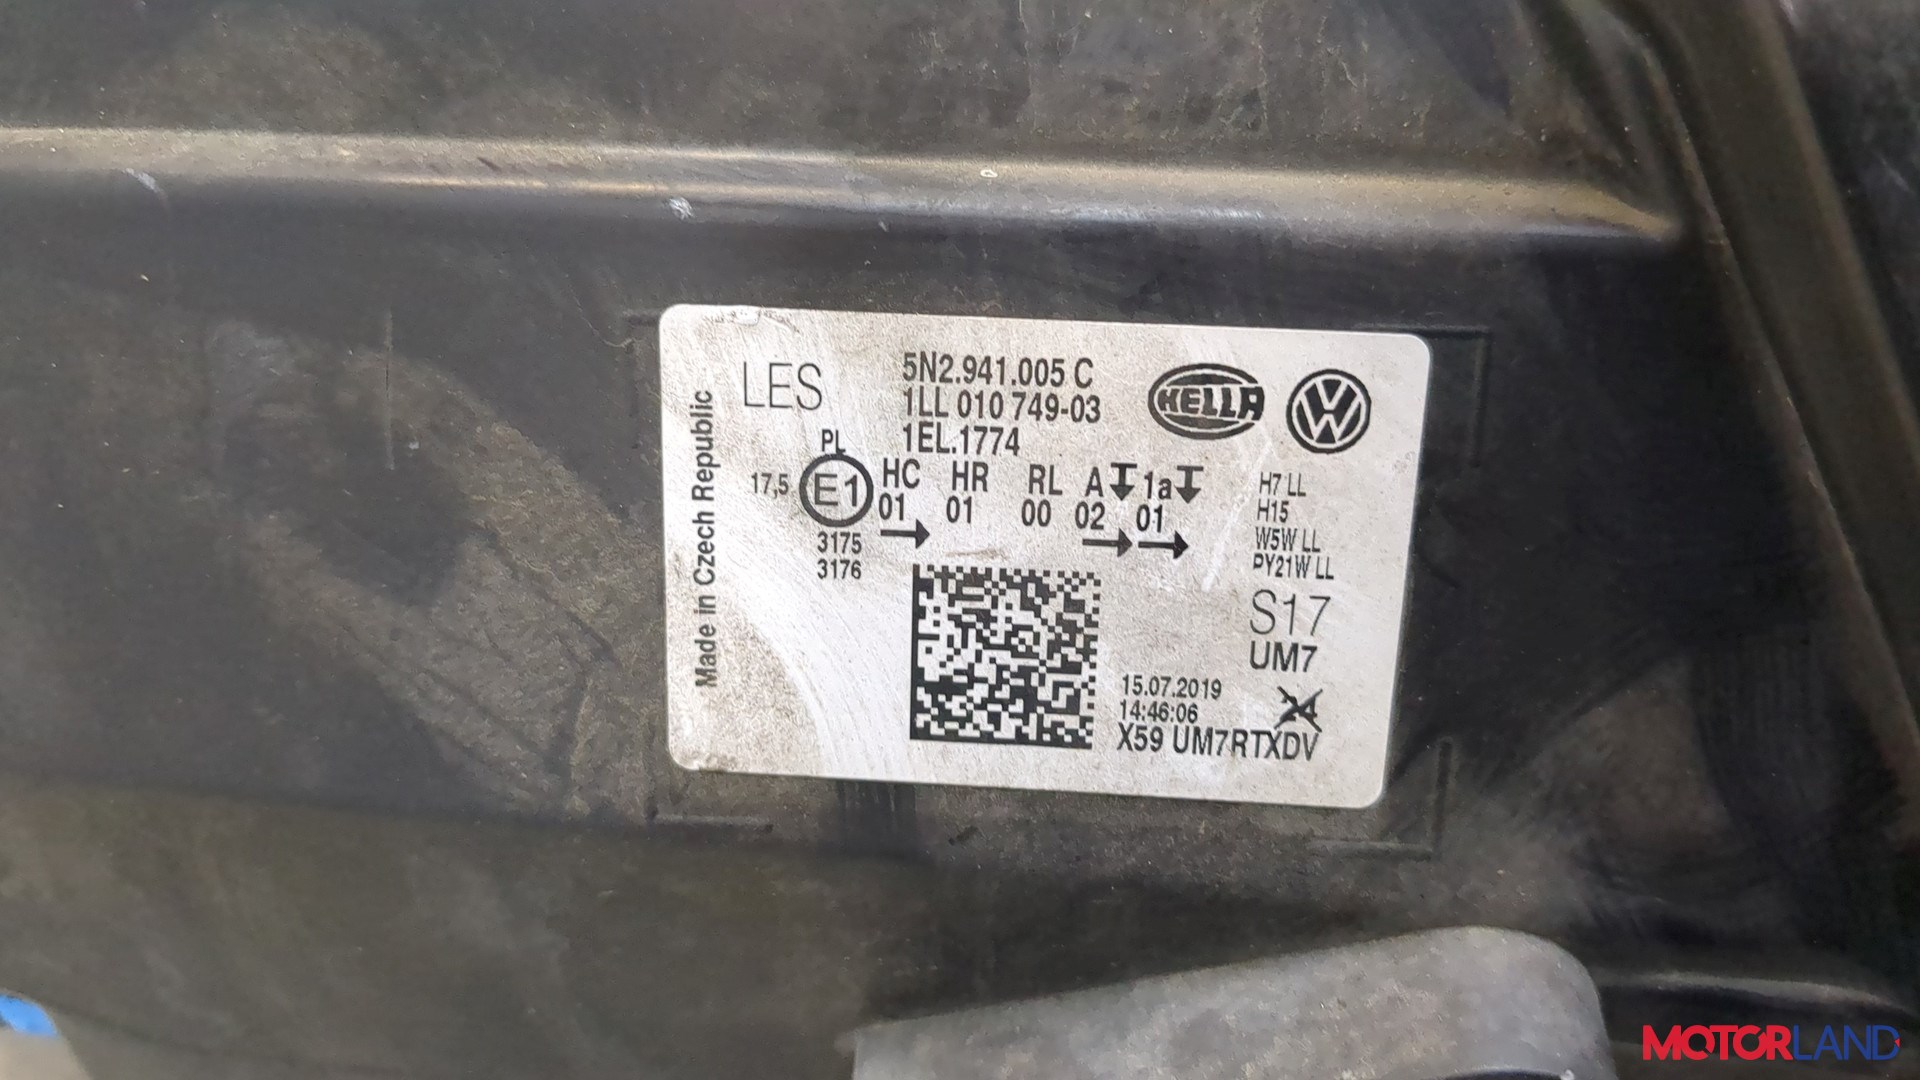 LES
5N2.941.005 C
1LL 010 749-03
1EL.1774
HELLA
VW
Made in Czech Republic
PL
17,5 E1 HC HR RL A 1a
01 01 00 02 01
3175
3176
H7 LL
H15
W5W LL
PY21W LL
S17
UM7
15.07.2019
14:46:06
24
X59 UM7RTXDV
MOTORLAND